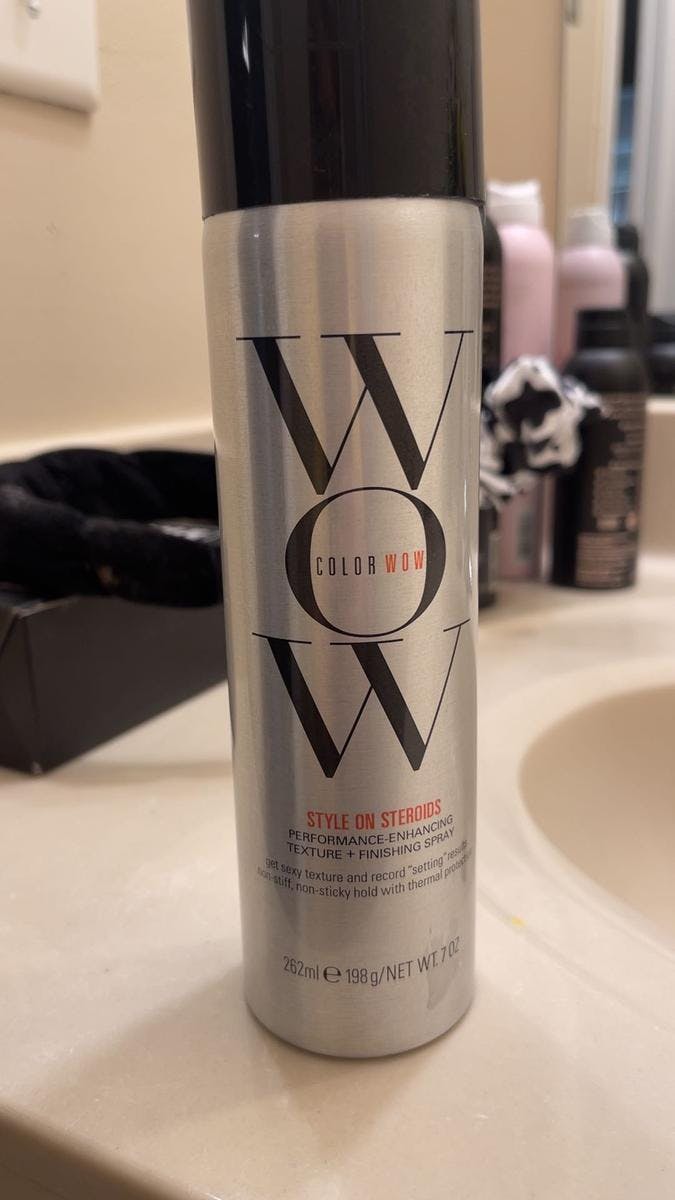 WOW
COLOR WOW
STYLE ON STEROIDS
PERFORMANCE-ENHANCING
TEXTURE + FINISHING SPRAY
get sexy texture and record "setting" results
non-stiff, non-sticky hold with thermal protection
262ml ℮ 198g/NET WT. 7 OZ